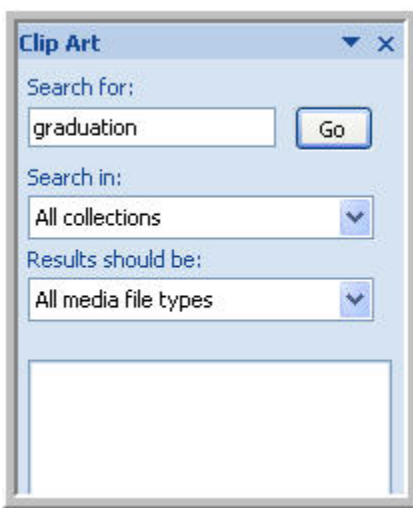 Clip Art
Search for:
graduation Go
Search in:
All collections
Results should be:
All media file types